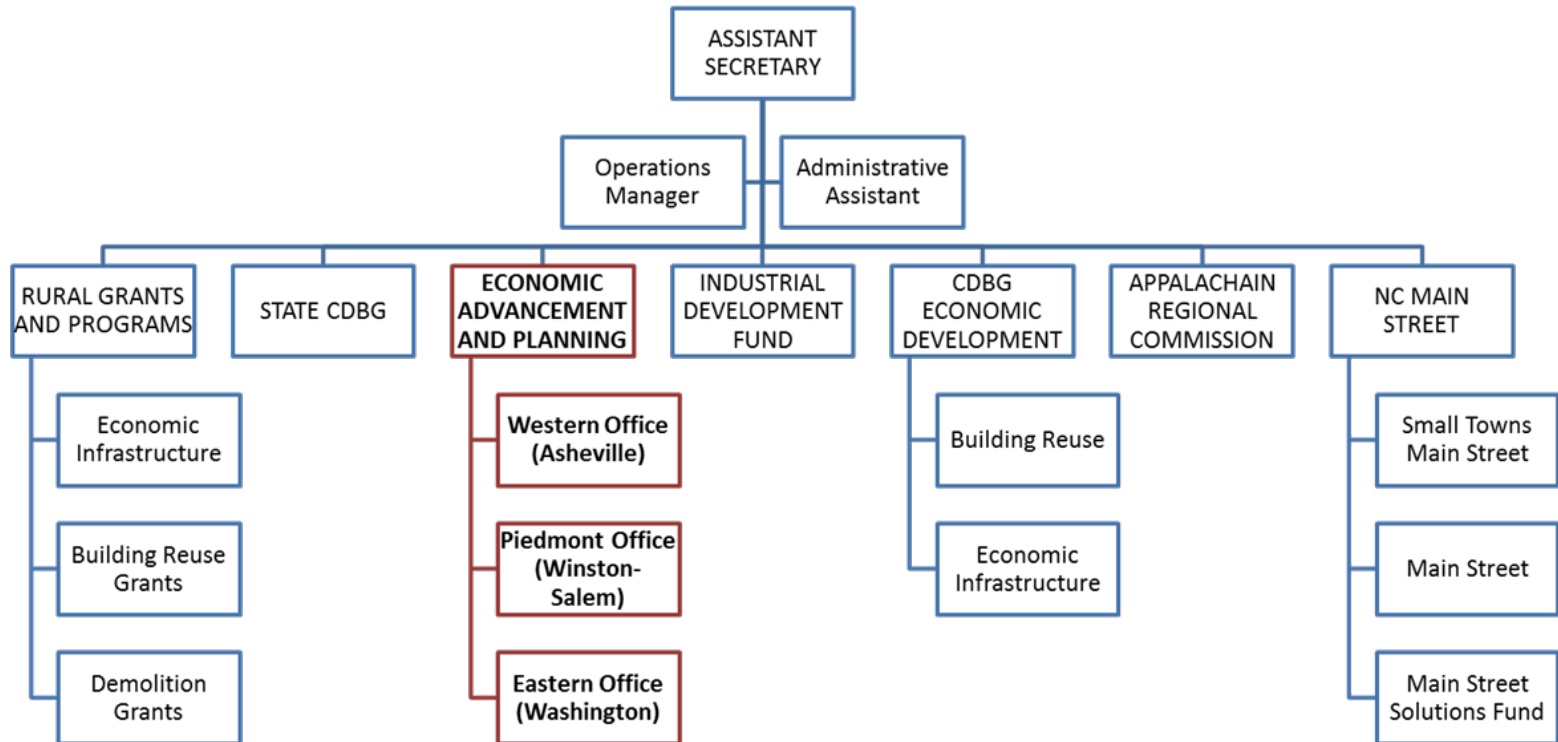 ASSISTANT
SECRETARY
Operations
Manager
Administrative
Assistant
RURAL GRANTS
AND PROGRAMS
STATE CDBG
ECONOMIC
ADVANCEMENT
AND PLANNING
INDUSTRIAL
DEVELOPMENT
FUND
CDBG
ECONOMIC
DEVELOPMENT
APPALACHAIN
REGIONAL
COMMISSION
NC MAIN
STREET
Economic
Infrastructure
Building Reuse
Grants
Demolition
Grants
Western Office
(Asheville)
Piedmont Office
(Winston-
Salem)
Eastern Office
(Washington)
Building Reuse
Economic
Infrastructure
Small Towns
Main Street
Main Street
Main Street
Solutions Fund